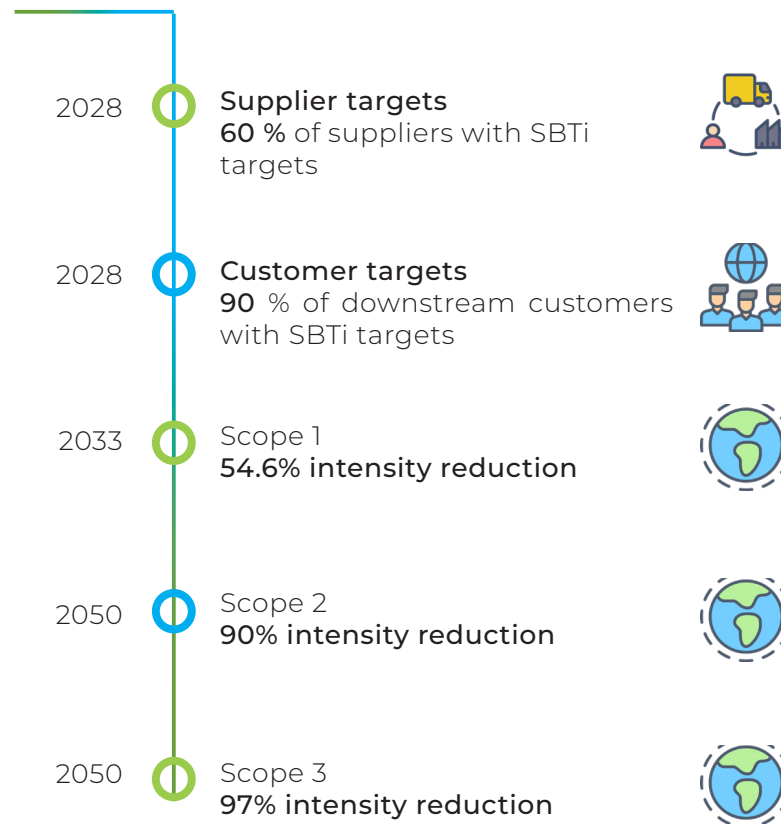 2028
Supplier targets
60 % of suppliers with SBTi
targets
2028
Customer targets
90 % of downstream customers
with SBTi targets
2033
Scope 1
54.6% intensity reduction
2050
Scope 2
90% intensity reduction
2050
Scope 3
97% intensity reduction